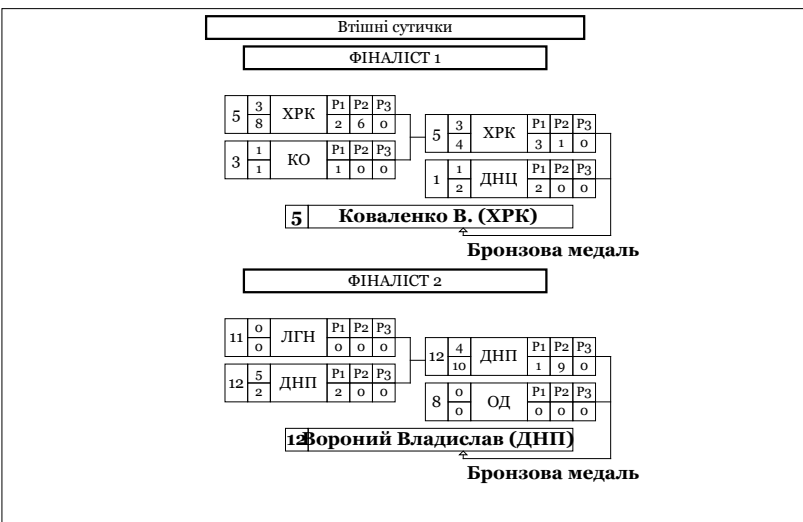 Втішні сутички
ФІНАЛІСТ 1
5 3 8 ХРК P1 P2 P3 2 6 0
3 1 1 КО P1 P2 P3 1 0 0
5 3 4 ХРК P1 P2 P3 3 1 0
1 1 2 ДНЦ P1 P2 P3 2 0 0
5 Коваленко В. (ХРК)
Бронзова медаль
ФІНАЛІСТ 2
11 0 0 ЛГН P1 P2 P3 0 0 0
12 5 2 ДНП P1 P2 P3 2 0 0
12 4 10 ДНП P1 P2 P3 1 9 0
8 0 0 ОД P1 P2 P3 0 0 0
12 Вороний Владислав (ДНП)
Бронзова медаль